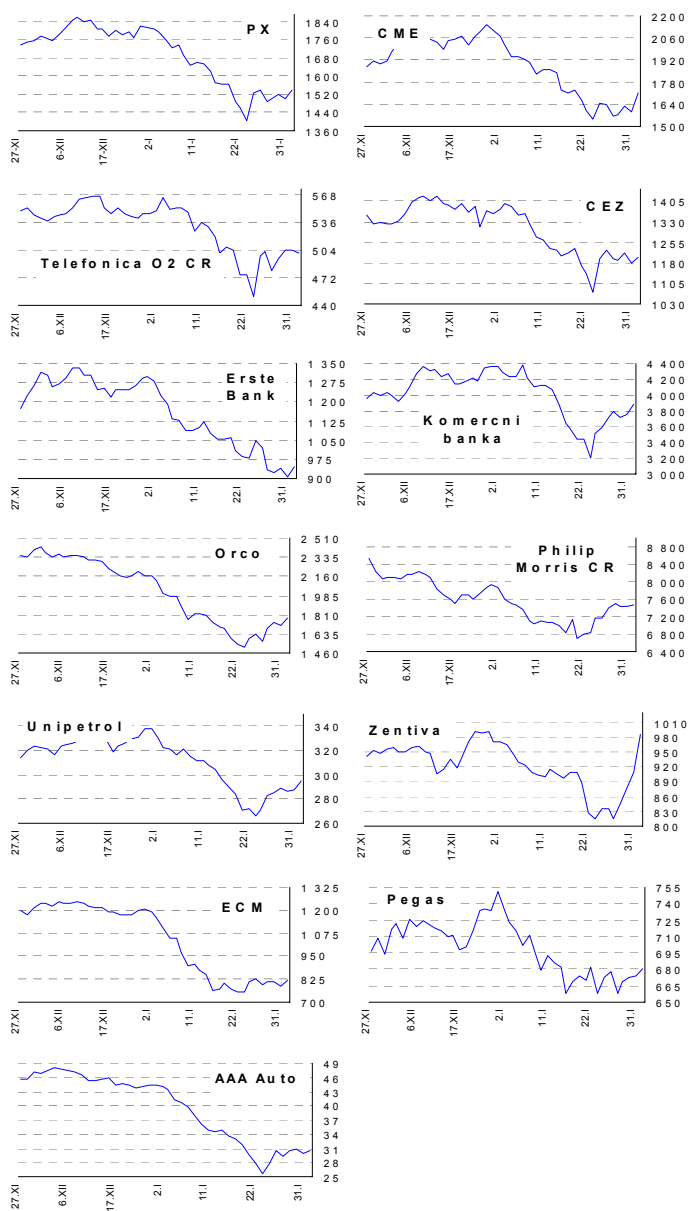 PX
1840
1760
1680
1600
1520
1440
1360
27-XI
6-XII
17-XII
2-I
11-I
22-I
31-I
CME
2200
2060
1920
1780
1640
1500
27.XI
6.XII
17.XII
2.I
11.I
22.I
31.I
Telefonica O2 CR
568
536
504
472
440
27.XI
6.XII
17.XII
2.I
11.I
22.I
31.I
CEZ
1405
1330
1255
1180
1105
1030
27.XI
6.XII
17.XII
2.I
11.I
22.I
31.I
Erste
Bank
1 350
1 275
1 200
1 125
1 050
975
900
27.XI
6.XII
17.XII
2.I
11.I
22.I
31.I
Komercni
banka
4 400
4 200
4 000
3 800
3 600
3 400
3 200
3 000
27.XI
6.XII
17.XII
2.I
11.I
22.I
31.I
Orco
2 510
2 335
2 160
1 985
1 810
1 635
1 460
27.XI
6.XII
17.XII
2.I
11.I
22.I
31.I
Philip
Morris CR
8 800
8 400
8 000
7 600
7 200
6 800
6 400
27.XI
6.XII
17.XII
2.I
11.I
22.I
31.I
Unipetrol
340
320
300
280
260
27.XI
6.XII
17.XII
2.I
11.I
22.I
31.I
Zentiva
1010
980
950
920
890
860
830
800
27.XI
6.XII
17.XII
2.I
11.I
22.I
31.I
ECM
1 325
1 200
1 075
950
825
700
27.XI
6.XII
17.XII
2.I
11.I
22.I
31.I
Pegas
755
740
725
710
695
680
665
650
27.XI
6.XII
17.XII
2.I
11.I
22.I
31.I
AAA Auto
49
46
43
40
37
34
31
28
25
27.XI
6.XII
17.XII
2.I
11.I
22.I
31.I